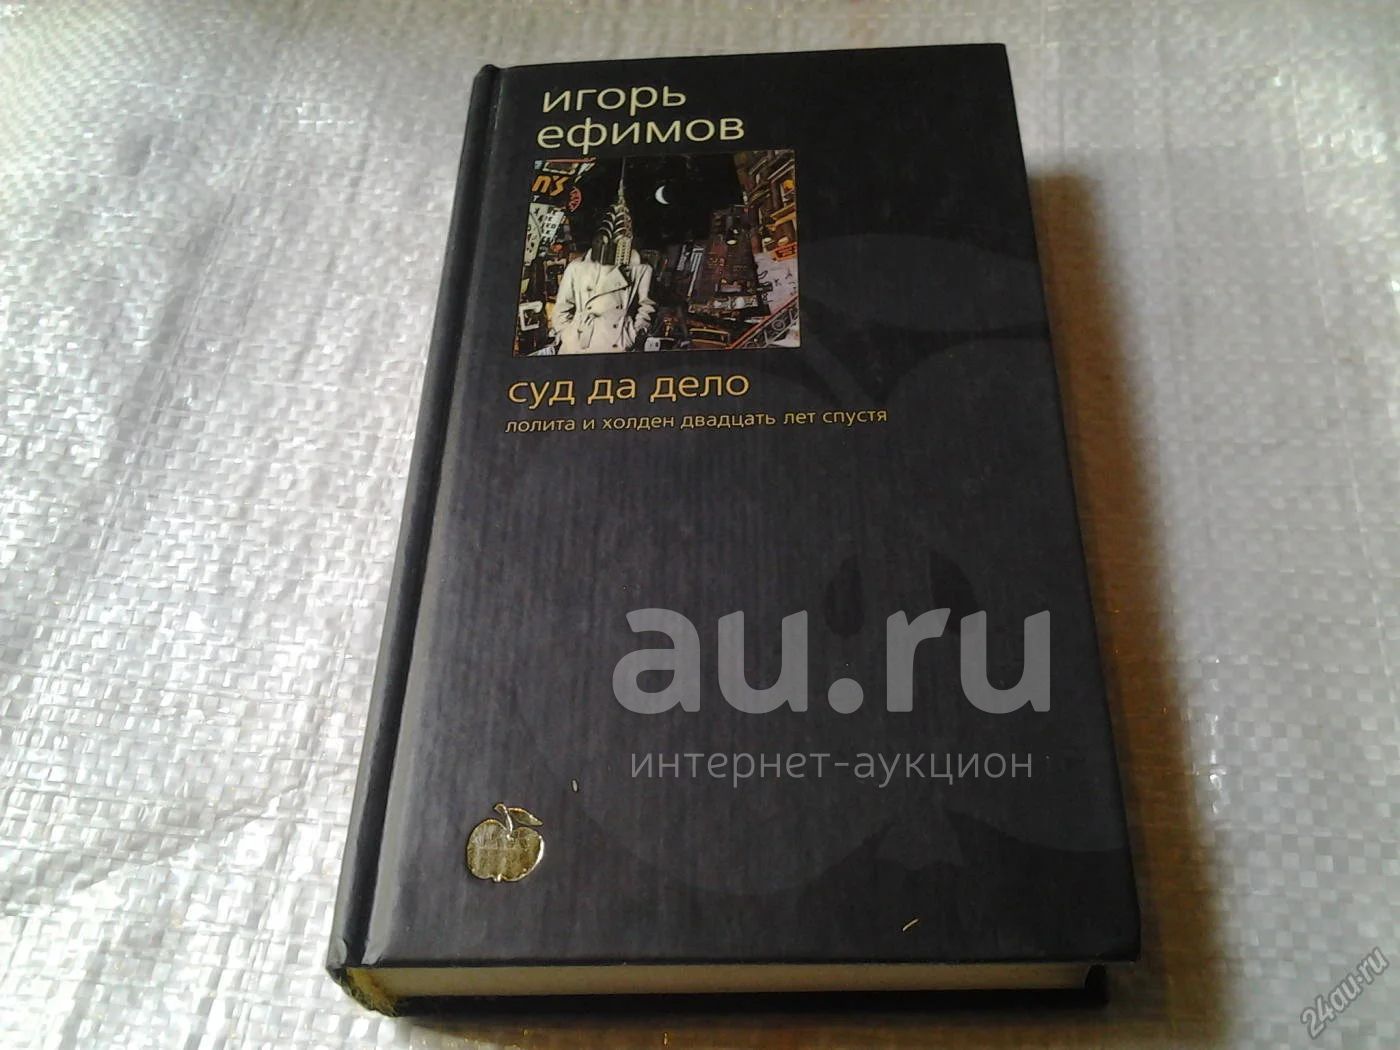 игорь
ефимов
n's
суд да дело
лолита и холден двадцать лет спустя
au.ru
интернет-аукцион
24au.ru